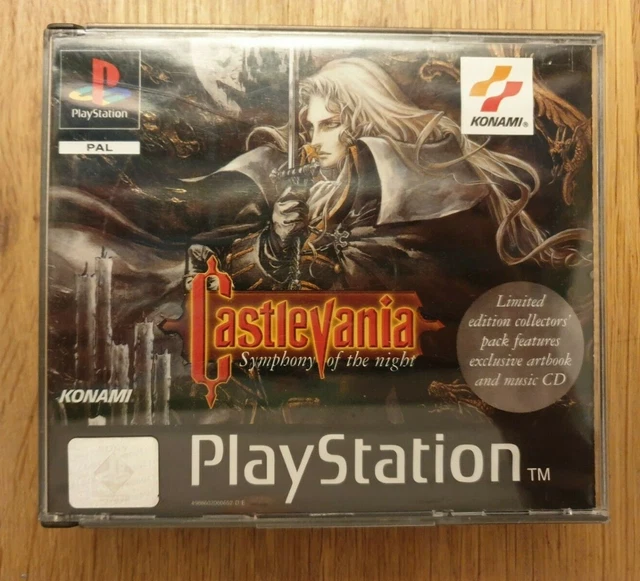 PlayStation
PAL
KONAMI®
Castlevania
Symphony of the night
Limited
edition collectors'
pack features
exclusive artbook
and music CD
KONAMI
PlayStation TM